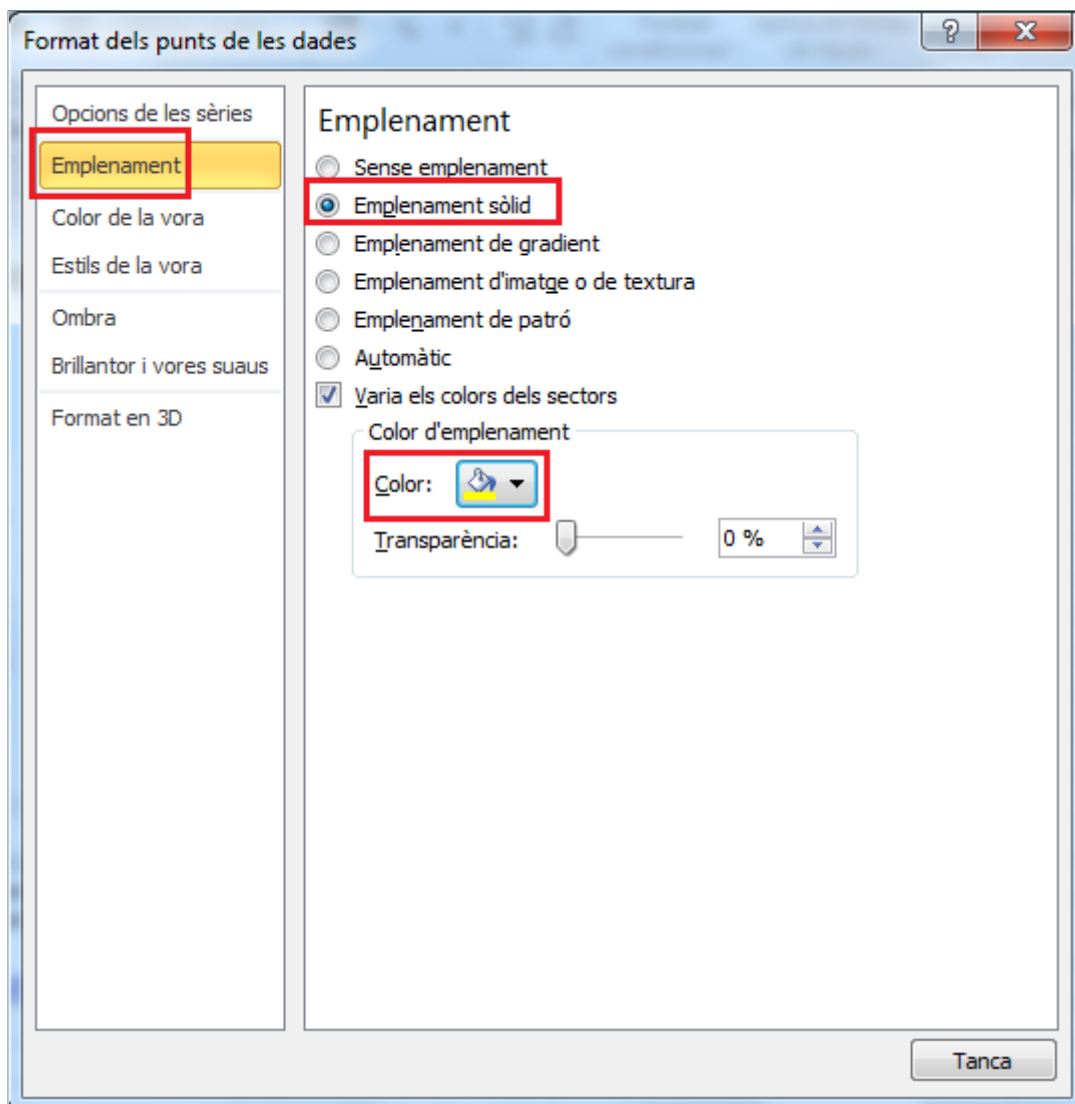 Format dels punts de les dades
Opcions de les sèries
Emplenament
Color de la vora
Estils de la vora
Ombra
Brillantor i vores suaus
Format en 3D
Emplenament
Sense emplenament
Emplenament sòlid
Emplenament de gradient
Emplenament d'imatge o de textura
Emplenament de patró
Automàtic
Varia els colors dels sectors
Color d'emplenament
Color:
Transparència: 0 %
Tanca